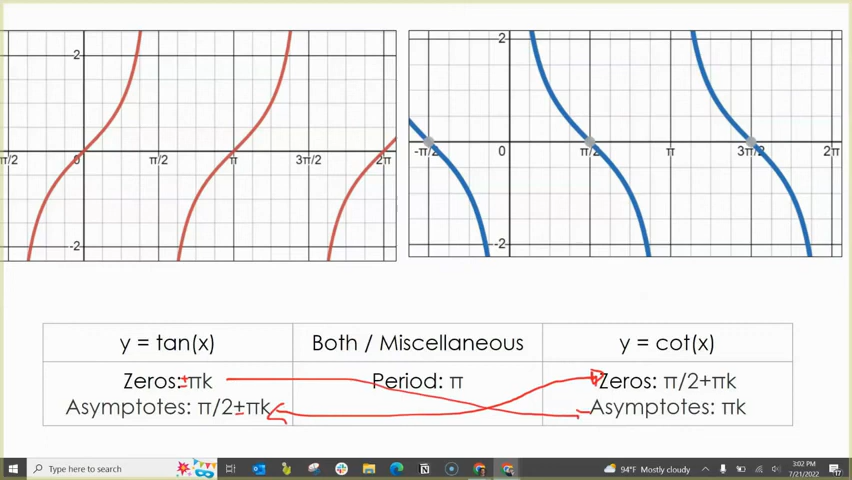 2
0
π/2
π
3π/2
2π
π/2
-2
2
-π/2
0
π/2
π
3π/2
2π
-2
y = tan(x)
Both / Miscellaneous
y = cot(x)
Zeros: ±πk
Period: π
Zeros: π/2+πk
Asymptotes: π/2±πk
Asymptotes: πk
Type here to search
94°F Mostly cloudy
3:02 PM
7/21/2022
17